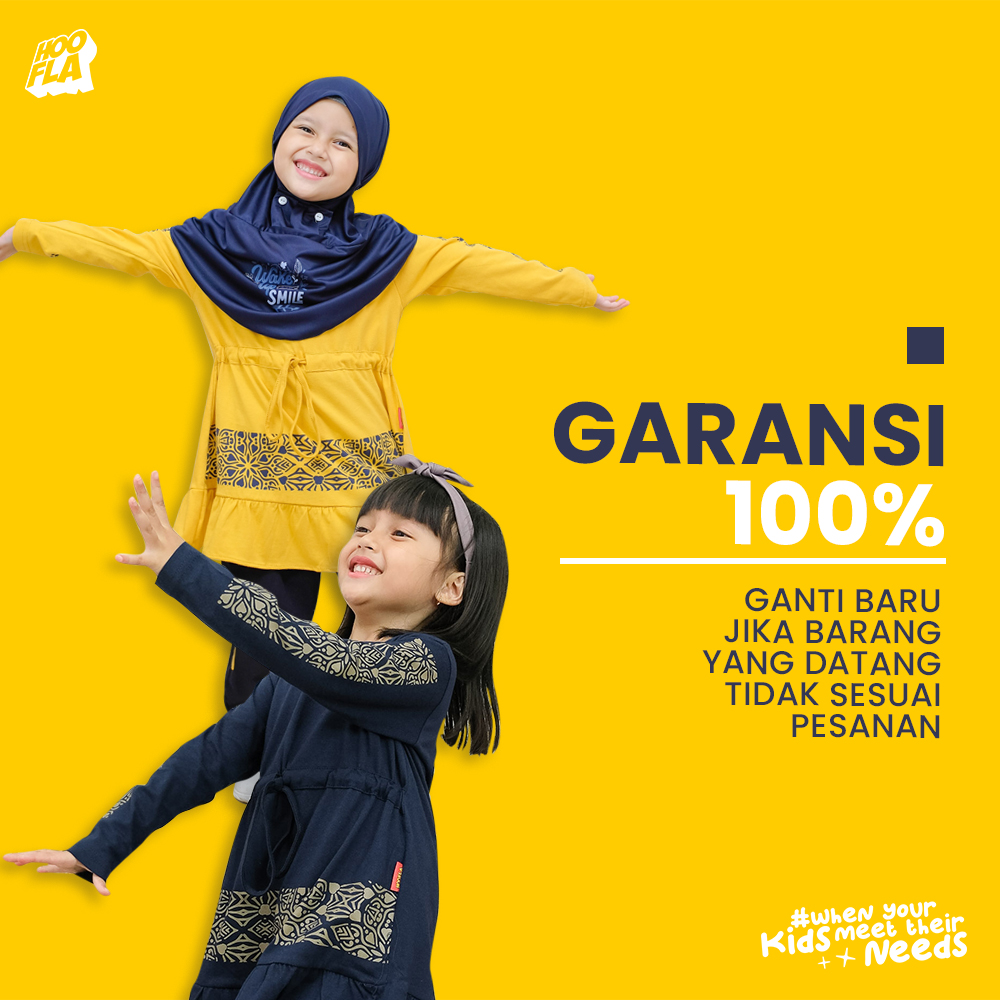 HOO
FLA
Wake
SMILE
GARANSI
100%
GANTI BARU
JIKA BARANG
YANG DATANG
TIDAK SESUAI
PESANAN
#WHEN YOUR
KIDS MEET THEIR
NEEDS